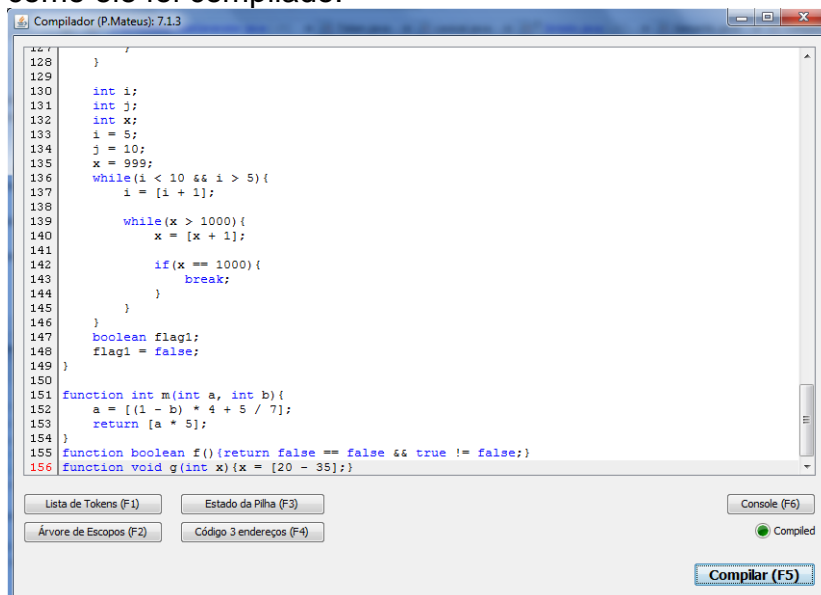 como ele foi compilado.
Compilador (P.Mateus): 7.1.3
127 }
128 }
129
130 int i;
131 int j;
132 int x;
133 i = 5;
134 j = 10;
135 x = 999;
136 while(i < 10 && i > 5){
137 i = [i + 1];
138
139 while(x > 1000){
140 x = [x + 1];
141
142 if(x == 1000){
143 break;
144 }
145 }
146 }
147 boolean flag1;
148 flag1 = false;
149 }
150
151 function int m(int a, int b){
152 a = [(1 - b) * 4 + 5 / 7];
153 return [a * 5];
154 }
155 function boolean f(){return false == false && true != false;}
156 function void g(int x){x = [20 - 35];}
Lista de Tokens (F1) Estado da Pilha (F3) Console (F6)
Árvore de Escopos (F2) Código 3 endereços (F4) Compiled
Compilar (F5)